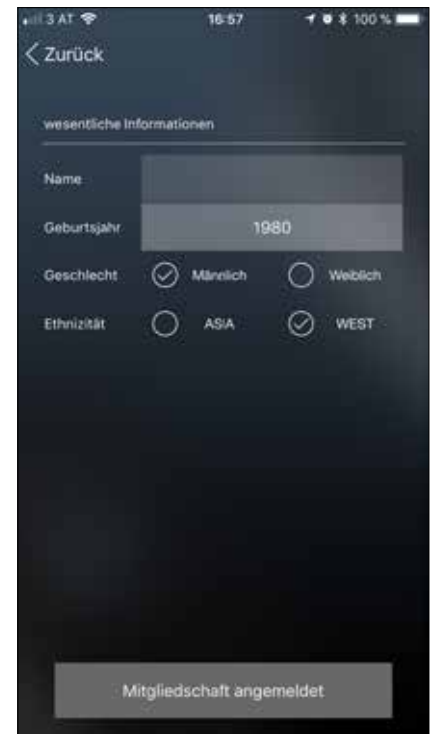 3 AT 16:57 100 %
Zurück
wesentliche Informationen
Name
Geburtsjahr 1980
Geschlecht Männlich Weiblich
Ethnizität ASIA WEST
Mitgliedschaft angemeldet